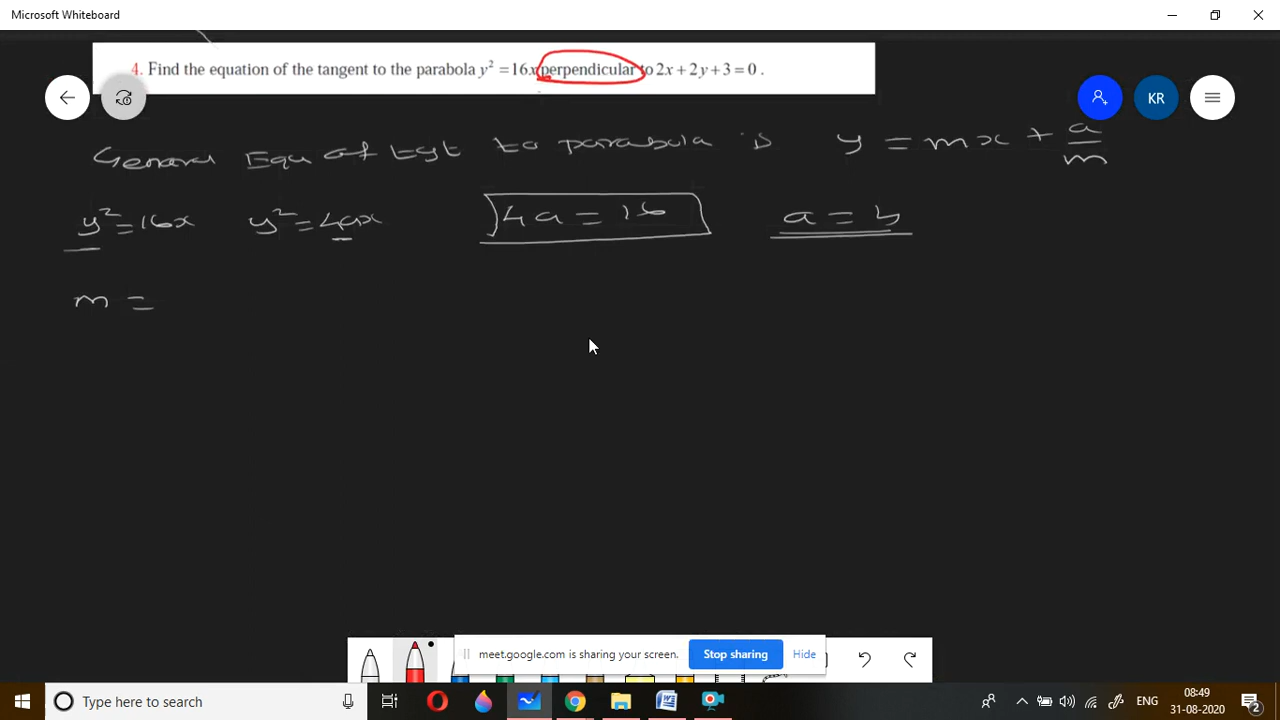 Microsoft Whiteboard
4. Find the equation of the tangent to the parabola y² = 16x perpendicular to 2x + 2y + 3 = 0 .
KR
General Equ of tgt to parabola is y = mx + a/m
y² = 16x y² = 4ax 4a = 16 a = 4
m =
meet.google.com is sharing your screen. Stop sharing Hide
Type here to search
ENG
08:49
31-08-2020
2